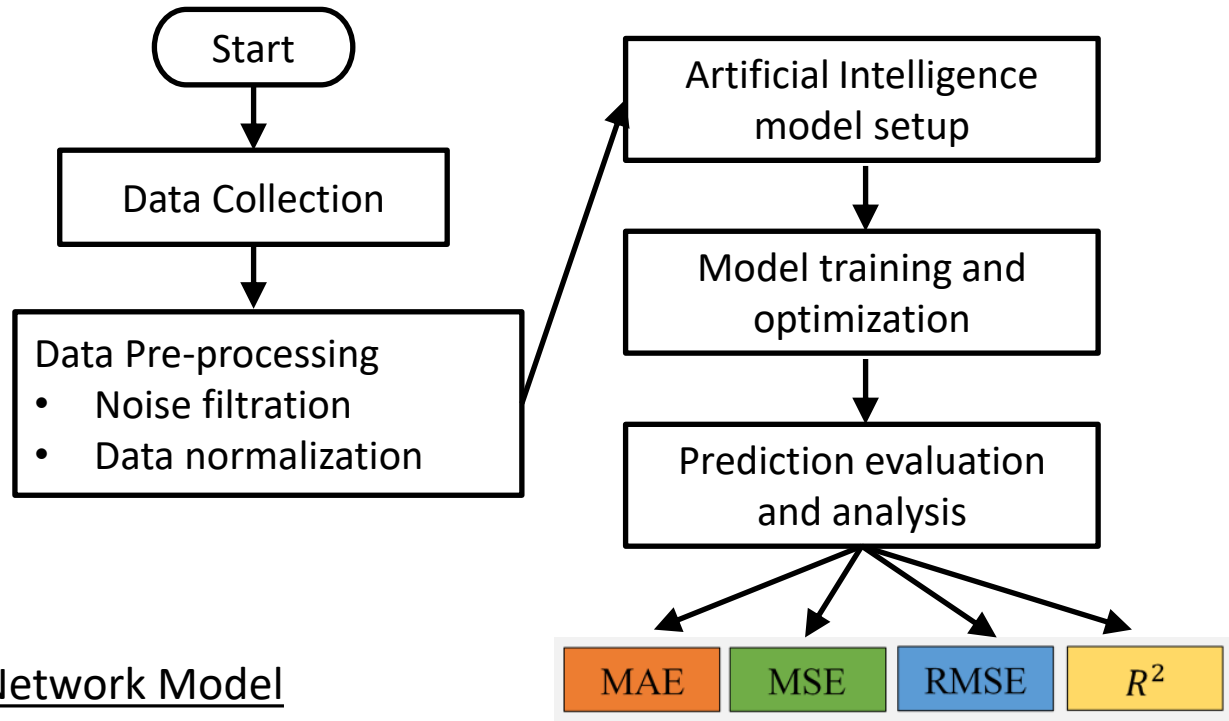 Start
Data Collection
Data Pre-processing
• Noise filtration
• Data normalization
Artificial Intelligence
model setup
Model training and
optimization
Prediction evaluation
and analysis
MAE
MSE
RMSE
R²
Network Model